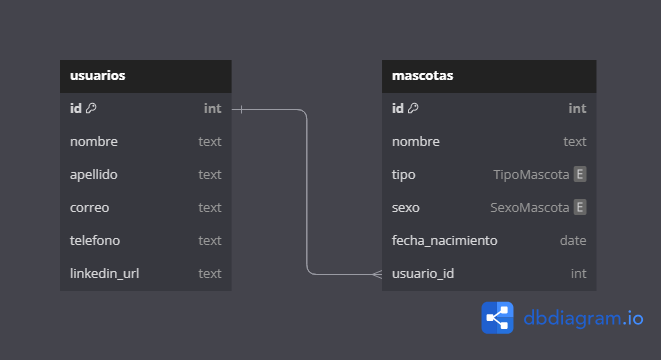 usuarios
id int
nombre text
apellido text
correo text
telefono text
linkedin_url text
mascotas
id int
nombre text
tipo TipoMascota E
sexo SexoMascota E
fecha_nacimiento date
usuario_id int
dbdiagram.io